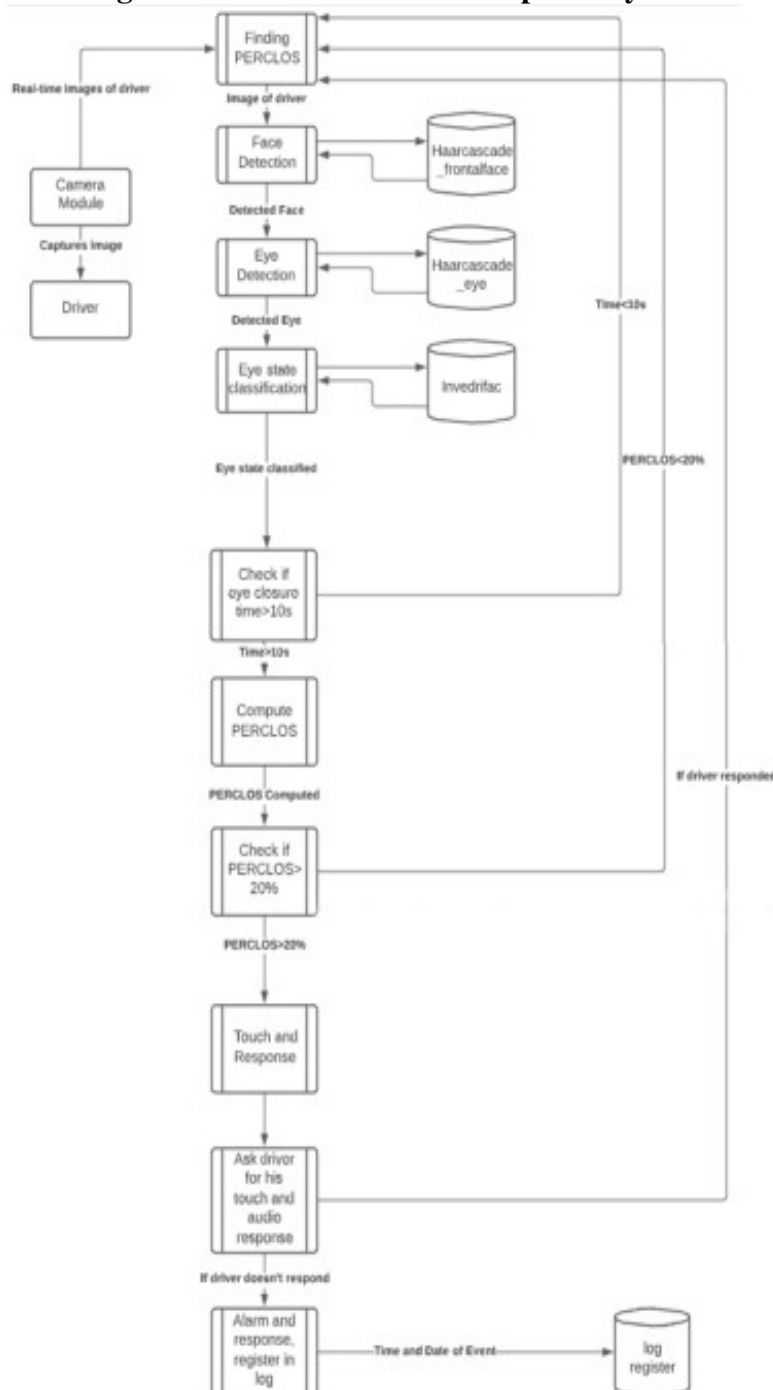 Finding
PERCLOS
Real-time Images of driver
Image of driver
Face
Detection
Haarcascade
_frontalface
Camera
Module
Detected Face
Captures Image
Eye
Detection
Haarcascade
_eye
Driver
Time<10s
Detected Eye
Eye state
classification
Invedrifac
PERCLOS<20%
Eye state classified
Check if
eye closure
time>10s
Time>10s
Compute
PERCLOS
If driver responded
PERCLOS Computed
Check if
PERCLOS>
20%
PERCLOS>20%
Touch and
Response
Ask driver
for his
touch and
audio
response
If driver doesn't respond
Alarm and
response,
register in
log
Time and Date of Event
log
register